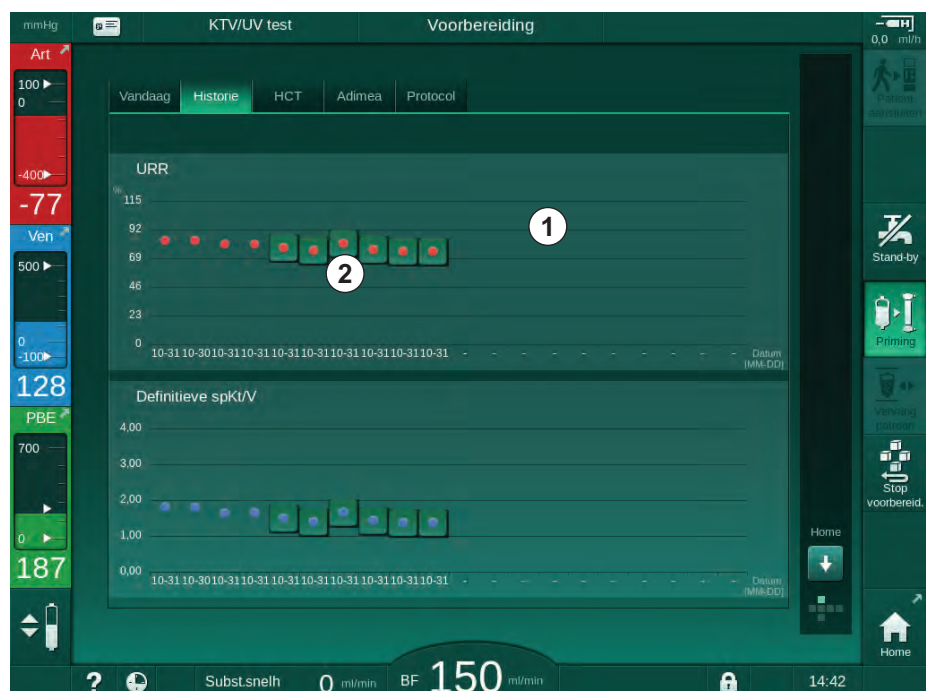 mmHg KTV/UV test Voorbereiding
0,0 ml/h
Art
100
0
-400
-77
Ven
500
0
-100
128
PBE
700
0
187
Vandaag Historie HCT Adimea Protocol
URR
%
115
92
69
46
23
0
1
2
10-31 10-30 10-31 10-31 10-31 10-31 10-31 10-31 10-31 10-31 - - - - - - - - - - Datum
[MM-DD]
Definitieve spKt/V
4,00
3,00
2,00
1,00
0,00
10-31 10-30 10-31 10-31 10-31 10-31 10-31 10-31 10-31 10-31 - - - - - - - - - - Datum
[MM-DD]
Home
Patiënt
aansluiten
Stand-by
Priming
Vervang
patroon
Stop
voorbereid.
Home
? Subst.snelh 0 ml/min BF 150 ml/min 14:42